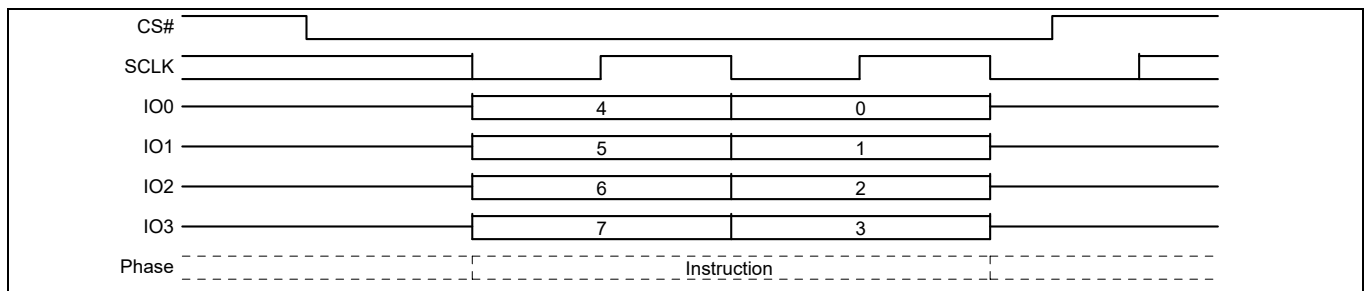 CS#
SCLK
IO0 4 0
IO1 5 1
IO2 6 2
IO3 7 3
Phase Instruction